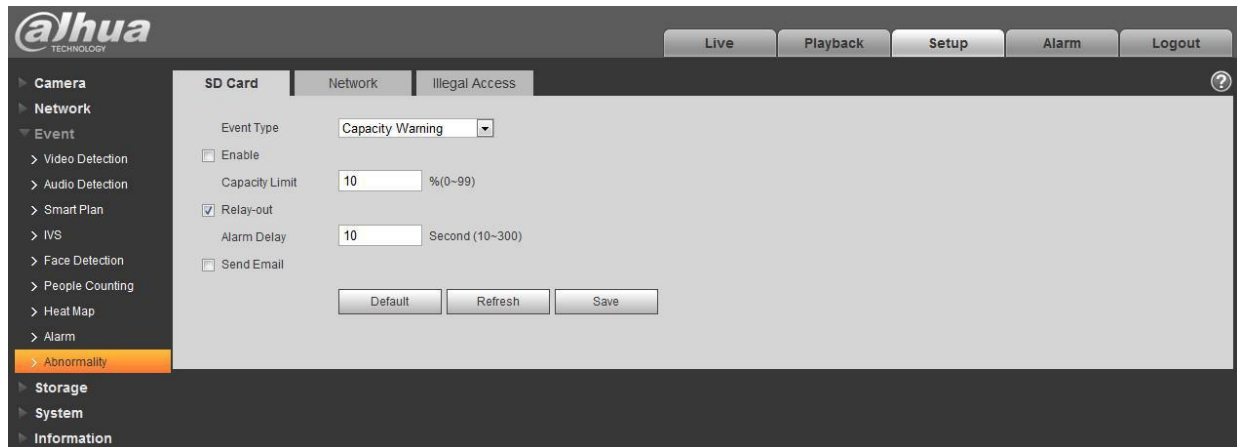 alhua
TECHNOLOGY
Live Playback Setup Alarm Logout
Camera
Network
Event
Video Detection
Audio Detection
Smart Plan
IVS
Face Detection
People Counting
Heat Map
Alarm
Abnormality
Storage
System
Information
SD Card Network Illegal Access
?
Event Type Capacity Warning
Enable
Capacity Limit 10 %(0~99)
Relay-out
Alarm Delay 10 Second (10~300)
Send Email
Default Refresh Save